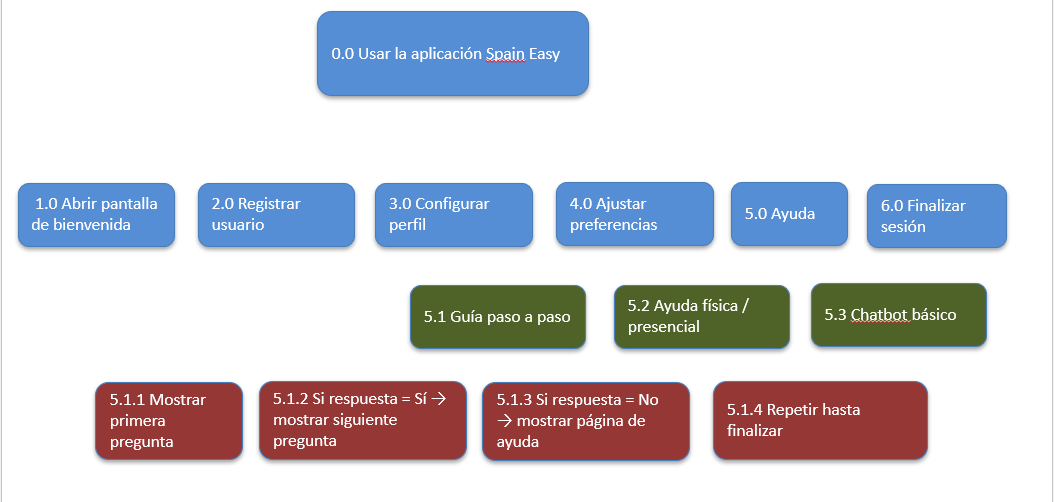 0.0 Usar la aplicación Spain Easy
1.0 Abrir pantalla
de bienvenida
2.0 Registrar
usuario
3.0 Configurar
perfil
4.0 Ajustar
preferencias
5.0 Ayuda
6.0 Finalizar
sesión
5.1 Guía paso a paso
5.2 Ayuda física /
presencial
5.3 Chatbot básico
5.1.1 Mostrar
primera
pregunta
5.1.2 Si respuesta = Sí →
mostrar siguiente
pregunta
5.1.3 Si respuesta = No
→ mostrar página de
ayuda
5.1.4 Repetir hasta
finalizar